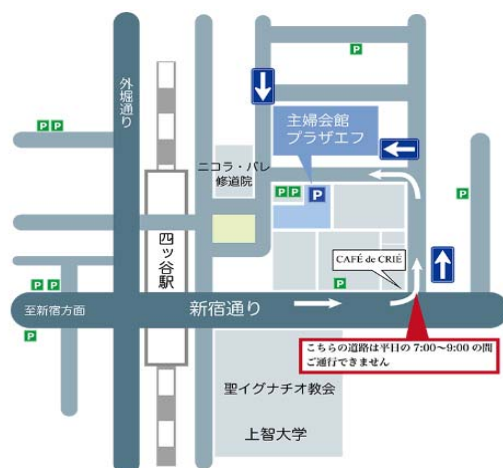 外堀通り
主婦会館
プラザエフ
ニコラ・バレ
修道院
四ッ谷駅
CAFÉ de CRIÉ
至新宿方面
新宿通り
こちらの道路は平日の 7:00～9:00 の間
ご通行できません
聖イグナチオ教会
上智大学
P
P P
P P
P
P
P
P P
P